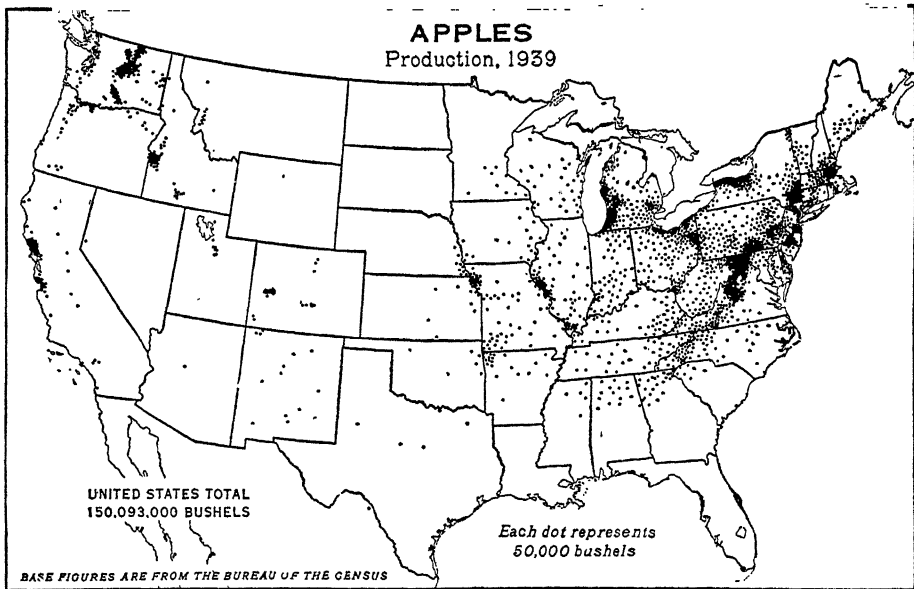 APPLES
Production, 1939
UNITED STATES TOTAL
150,093,000 BUSHELS
Each dot represents
50,000 bushels
BASE FIGURES ARE FROM THE BUREAU OF THE CENSUS